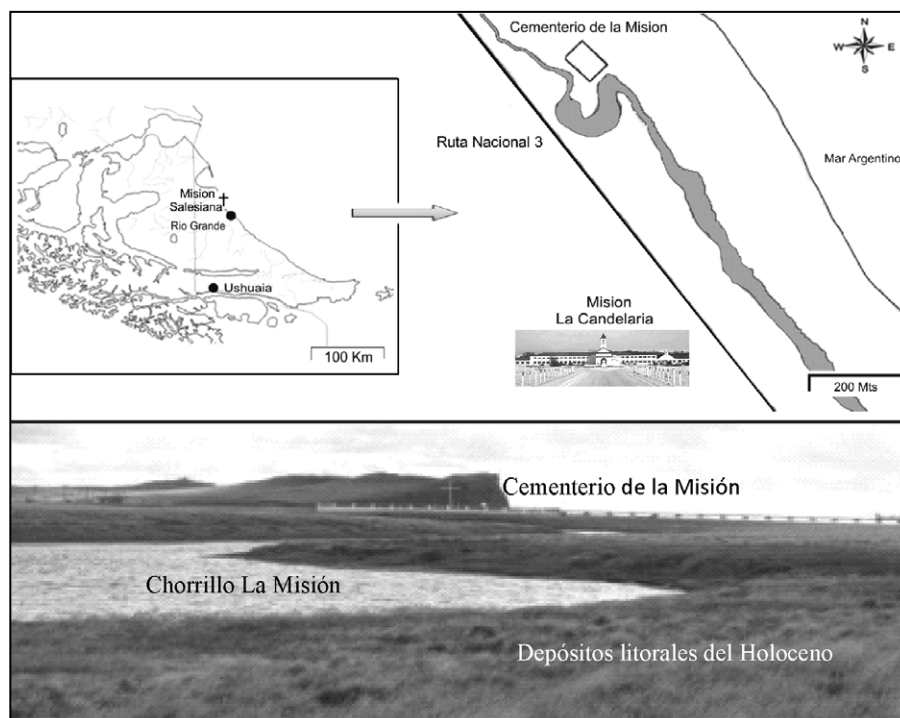 Cementerio de la Mision
N
W E
S
Ruta Nacional 3
Mar Argentino
Mision
Salesiana
Rio Grande
Ushuaia
100 Km
Mision
La Candelaria
200 Mts
Cementerio de la Misión
Chorrillo La Misión
Depósitos litorales del Holoceno